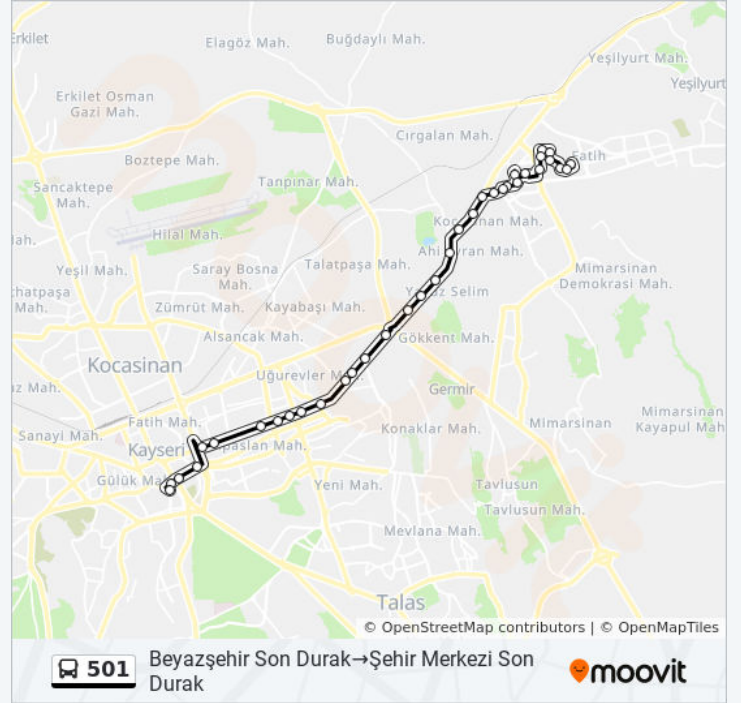 Erkilet
Elagöz Mah.
Buğdaylı Mah.
Yeşilyurt Mah.
Yeşilyurt
Erkilet Osman
Gazi Mah.
Cırgalan Mah.
Boztepe Mah.
Fatih
Sancaktepe
Mah.
Tanpınar Mah.
Hilal Mah.
Mah.
Yeşil Mah.
Saray Bosna
Mah.
Talatpaşa Mah.
Mimarsinan
Demokrasi Mah.
Mah.
Zümrüt Mah.
Kayabaşı Mah.
Selim
Alsancak Mah.
Gökkent Mah.
Kocasinan
Uğurevler
Mah.
Germir
Fatih Mah.
Sanayi Mah.
Kayseri
Konaklar Mah.
Mimarsinan
Mimarsinan
Kayapul Mah.
Gülük
Yeni Mah.
Tavlusun
Tavlusun Mah.
Mevlana Mah.
Talas
© OpenStreetMap contributors | © OpenMapTiles
501
Beyazşehir Son Durak→Şehir Merkezi Son
Durak
moovit